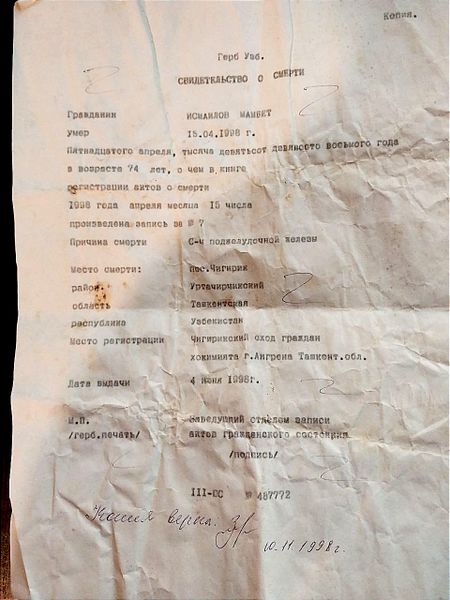 Копия.
Герб Узб.
СВИДЕТЕЛЬСТВО О СМЕРТИ
Гражданин ИСМАИЛОВ МАМБЕТ
Умер 15.04.1998 г.
Пятнадцатого апреля, тысяча девятьсот девяносто восьмого года
в возрасте 74 лет, о чем в книге
регистрации актов о смерти
1998 года апреля месяца 15 числа
произведена запись за № 7
Причина смерти С-м поджелудочной железы
Место смерти: пос.Чигирик
район. Уртачирчикский
область Ташкентская
республика Узбекистан
Место регистрации Чигирикский сход граждан
хокимията г.Ангрена Ташкент.обл.
Дата выдачи 4 июня 1998г.
М.П. Заведующий отделом записи
/герб.печать/ актов гражданского состояния
/подпись/
III-ЕС № 487772
Копия верна.
10.11.1998г.